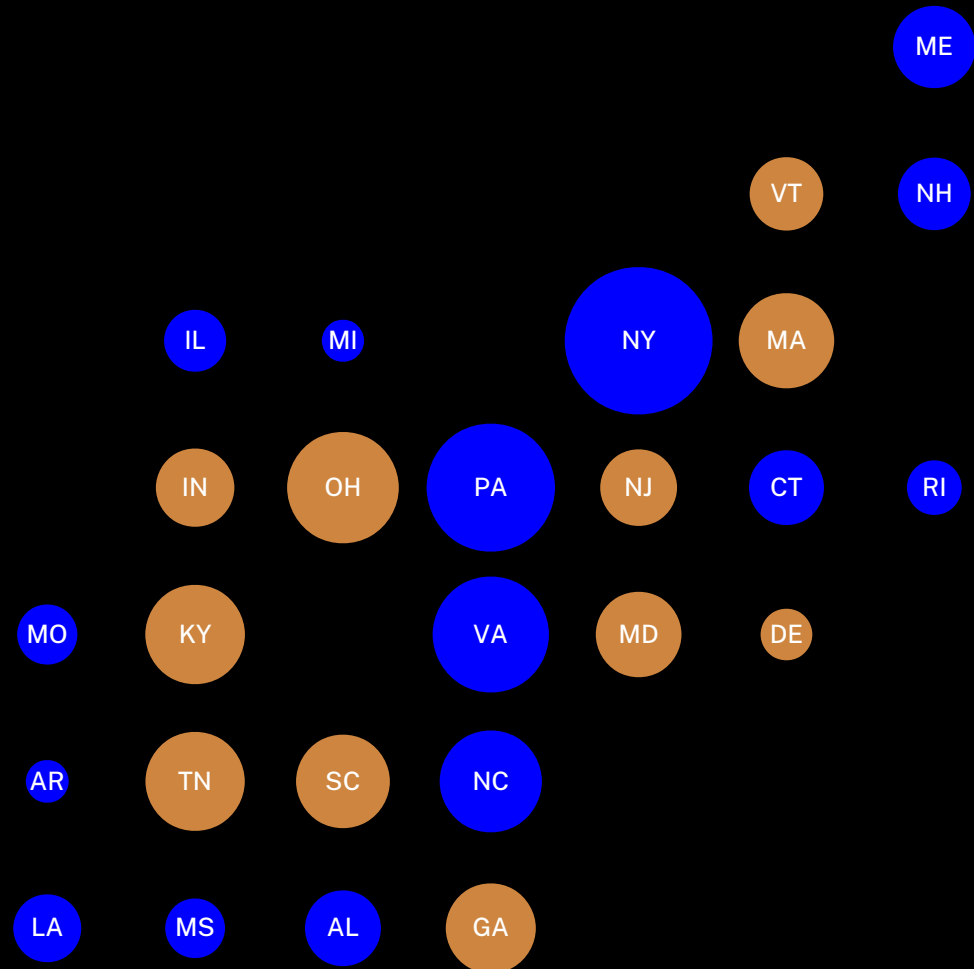 ME
VT NH
IL MI NY MA
IN OH PA NJ CT RI
MO KY VA MD DE
AR TN SC NC
LA MS AL GA